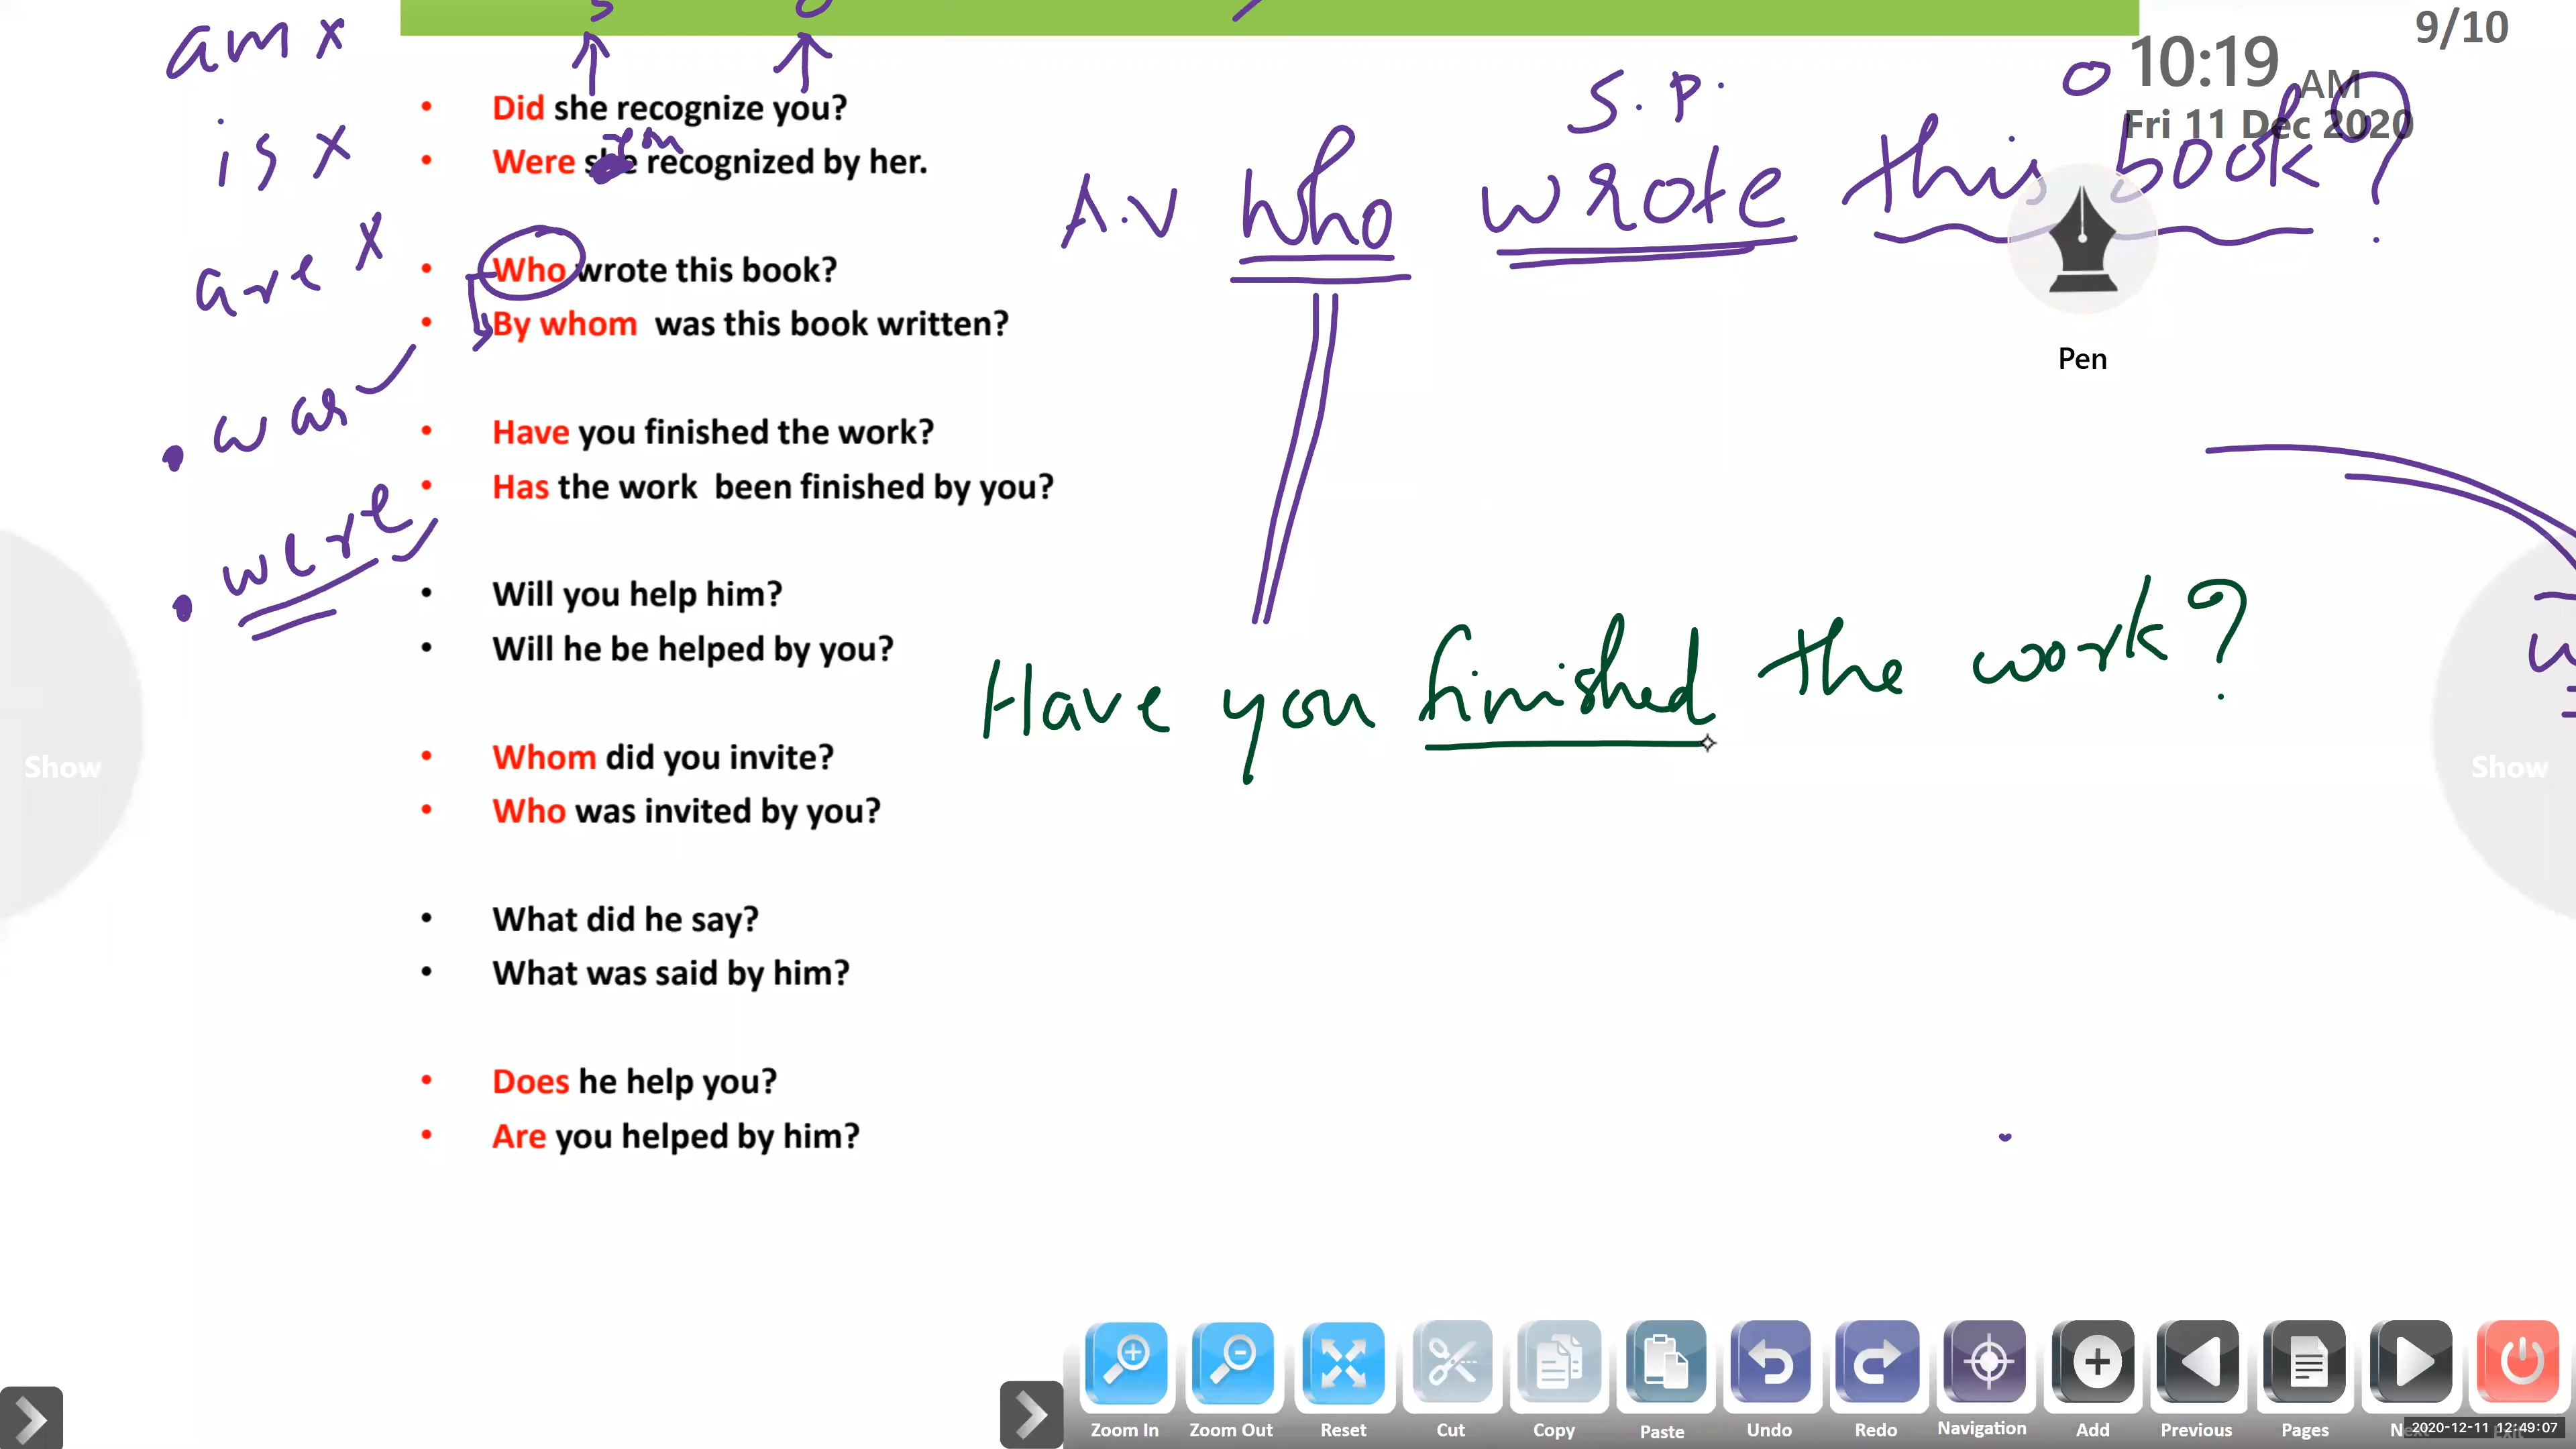 am x
is x
are x
was ✓
were ✓
S
O
Did she recognize you?
you
Were she recognized by her.
Who wrote this book?
By whom was this book written?
Have you finished the work?
Has the work been finished by you?
Will you help him?
Will he be helped by you?
Whom did you invite?
Who was invited by you?
What did he say?
What was said by him?
Does he help you?
Are you helped by him?
9/10
10:19 AM
Fri 11 Dec 2020
S.P.
O
A.V Who wrote this book?
Pen
Have you finished the work?
Show
Show
Zoom In
Zoom Out
Reset
Cut
Copy
Paste
Undo
Redo
Navigation
Add
Previous
Pages
2020-12-11 12:49:07